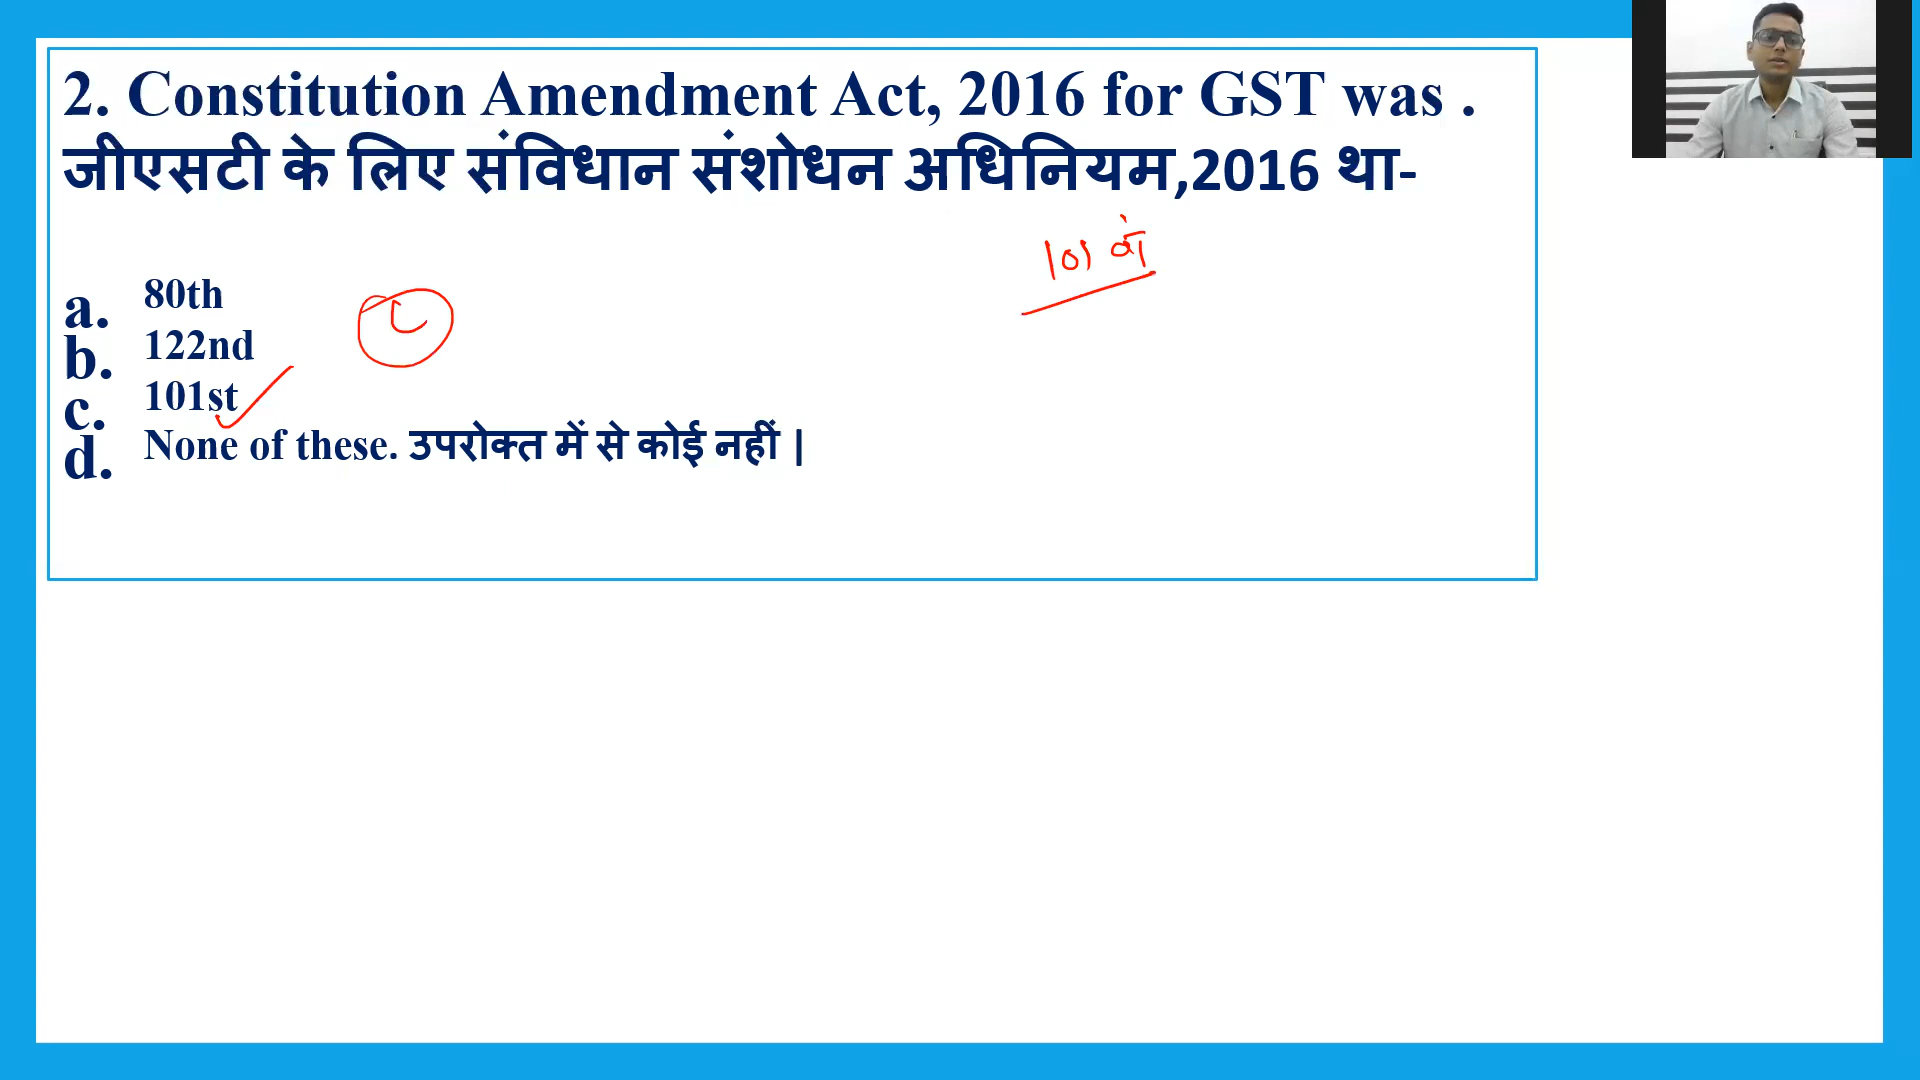 2. Constitution Amendment Act, 2016 for GST was .
जीएसटी के लिए संविधान संशोधन अधिनियम,2016 था-
101 वां
a. 80th
b. 122nd
c. 101st
d. None of these. उपरोक्त में से कोई नहीं |
C